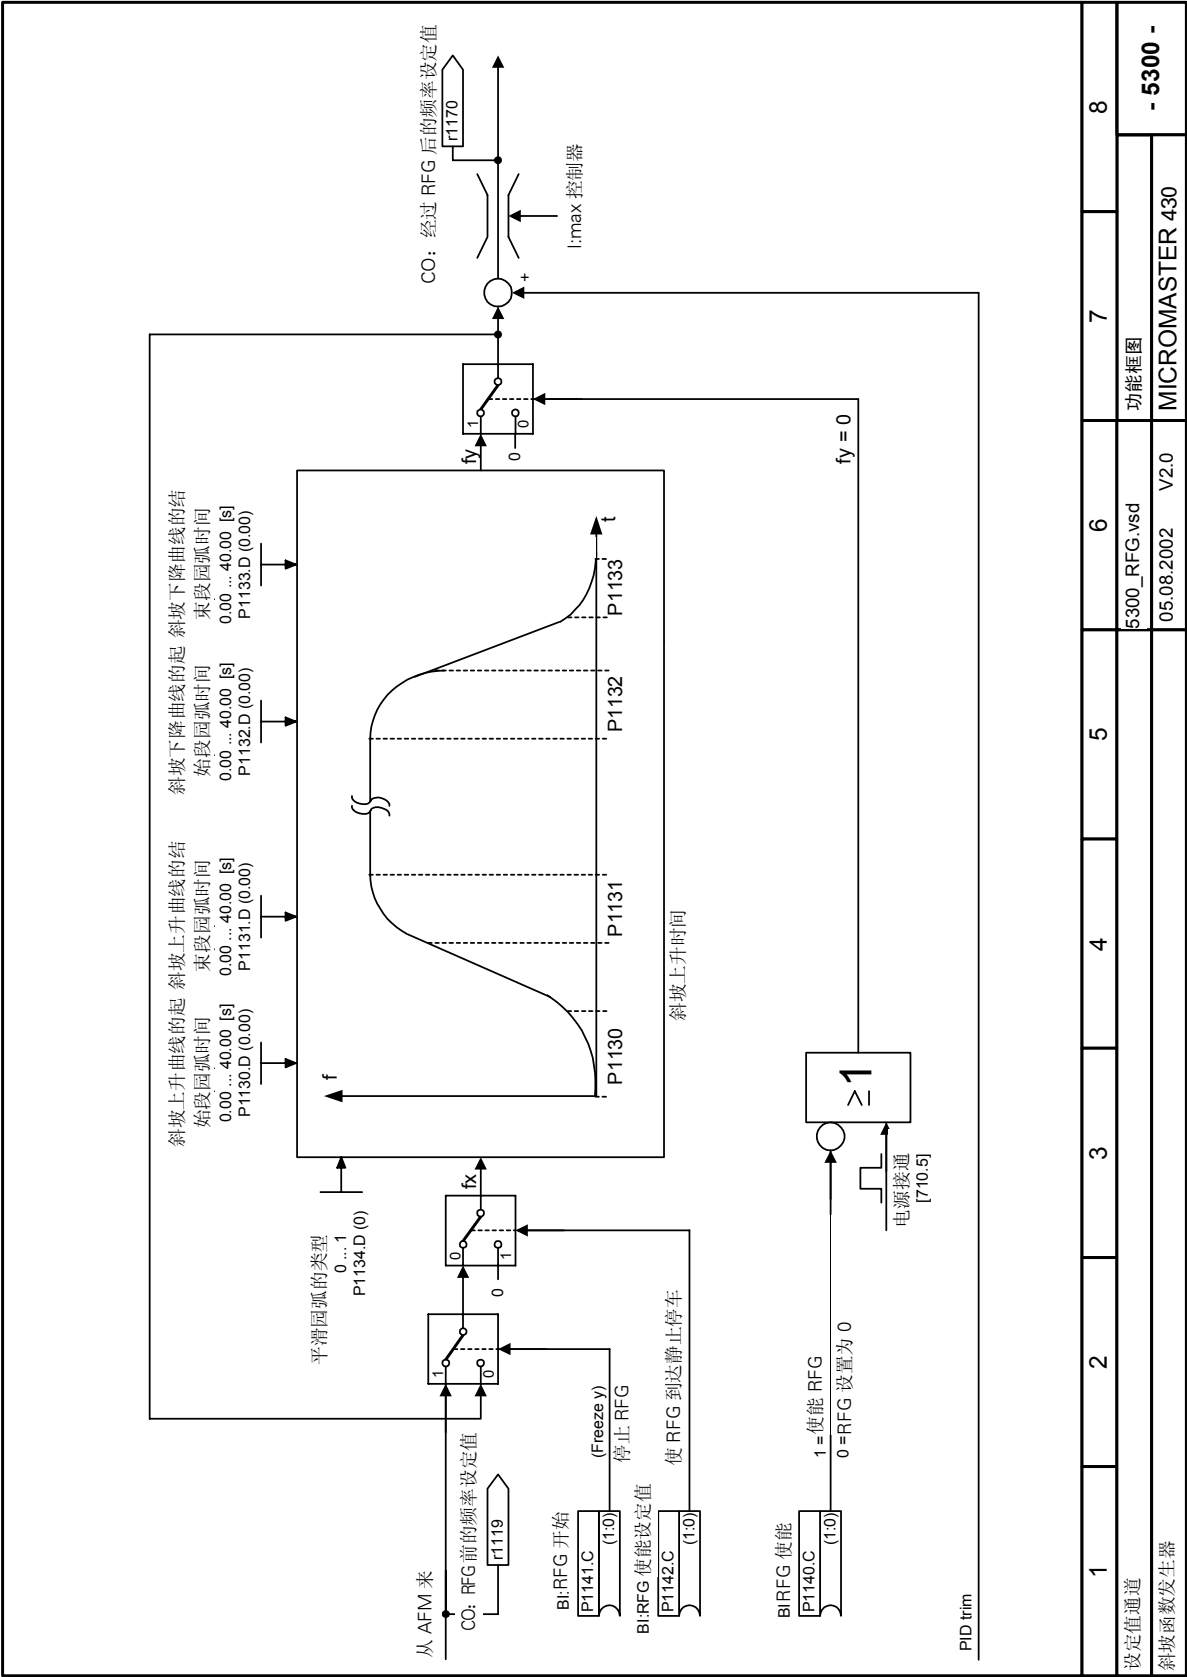 从 AFM 来
CO: RFG 前的频率设定值
r1119
BI:RFG 开始
P1141.C
(1:0)
(Freeze y)
停止 RFG
BI:RFG 使能设定值
P1142.C
(1:0)
使 RFG 到达静止停车
BIRFG 使能
P1140.C
(1:0)
1 =使能 RFG
0 =RFG 设置为 0
PID trim
1
0
0
1
0
fx
平滑园弧的类型
0 ... 1
P1134.D (0)
斜坡上升曲线的起
始段园弧时间
0.00 ... 40.00 [s]
P1130.D (0.00)
斜坡上升曲线的结
束段园弧时间
0.00 ... 40.00 [s]
P1131.D (0.00)
斜坡下降曲线的起
始段园弧时间
0.00 ... 40.00 [s]
P1132.D (0.00)
斜坡下降曲线的结
束段园弧时间
0.00 ... 40.00 [s]
P1133.D (0.00)
f
t
P1130
P1131
P1132
P1133
斜坡上升时间
电源接通
[710.5]
≥1
fy = 0
fy
1
0
0
+
I:max 控制器
CO: 经过 RFG 后的频率设定值
r1170
1
2
3
4
5
6
7
8
设定值通道
5300_RFG.vsd
功能框图
- 5300 -
斜坡函数发生器
05.08.2002
V2.0
MICROMASTER 430